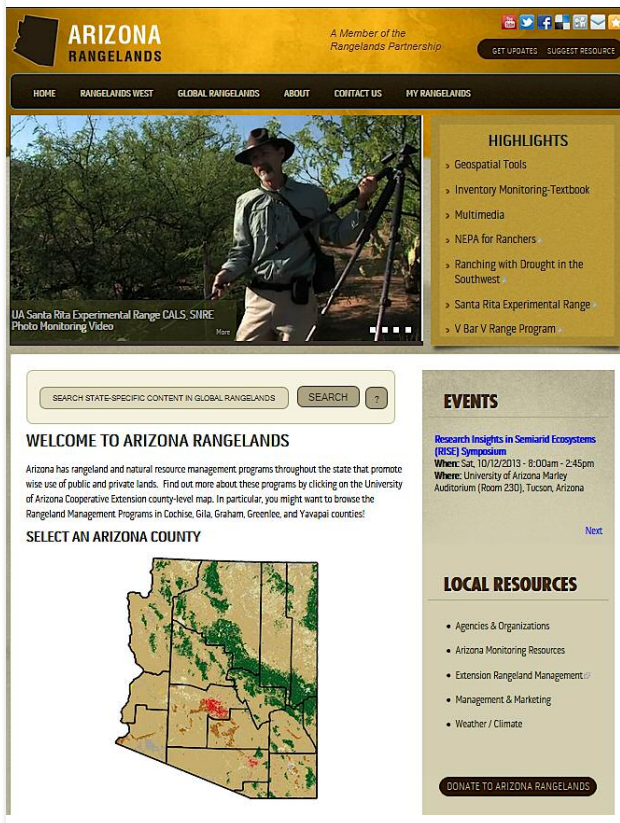 ARIZONA
RANGELANDS
A Member of the
Rangelands Partnership
GET UPDATES SUGGEST RESOURCE
HOME RANGELANDS WEST GLOBAL RANGELANDS ABOUT CONTACT US MY RANGELANDS
UA Santa Rita Experimental Range CALS, SNRE
Photo Monitoring Video
More
HIGHLIGHTS
Geospatial Tools
Inventory Monitoring-Textbook
Multimedia
NEPA for Ranchers
Ranching with Drought in the
Southwest
Santa Rita Experimental Range
V Bar V Range Program
SEARCH STATE-SPECIFIC CONTENT IN GLOBAL RANGELANDS SEARCH ?
WELCOME TO ARIZONA RANGELANDS
Arizona has rangeland and natural resource management programs throughout the state that promote
wise use of public and private lands. Find out more about these programs by clicking on the University
of Arizona Cooperative Extension county-level map. In particular, you might want to browse the
Rangeland Management Programs in Cochise, Gila, Graham, Greenlee, and Yavapai counties!
SELECT AN ARIZONA COUNTY
EVENTS
Research Insights in Semiarid Ecosystems
(RISE) Symposium
When: Sat, 10/12/2013 - 8:00am - 2:45pm
Where: University of Arizona Marley
Auditorium (Room 230), Tucson, Arizona
Next
LOCAL RESOURCES
Agencies & Organizations
Arizona Monitoring Resources
Extension Rangeland Management
Management & Marketing
Weather / Climate
DONATE TO ARIZONA RANGELANDS